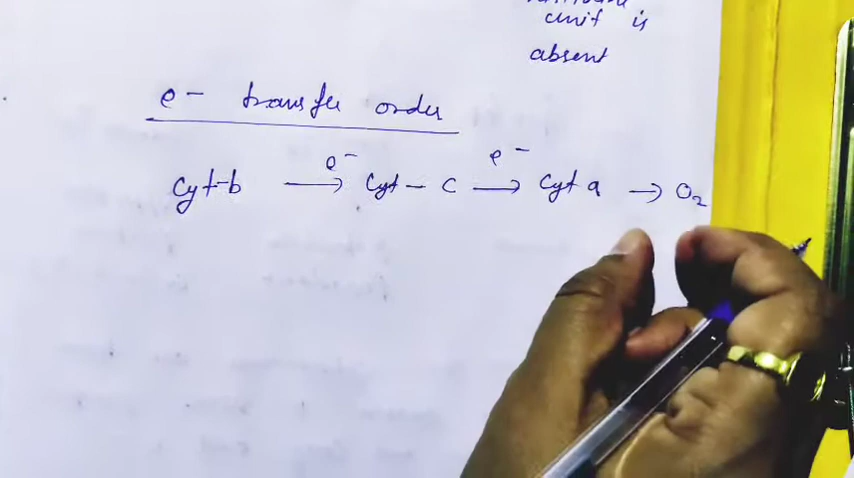 unit is
absent
e- transfer order
e- e-
Cyt-b → Cyt-c → Cyt a → O2